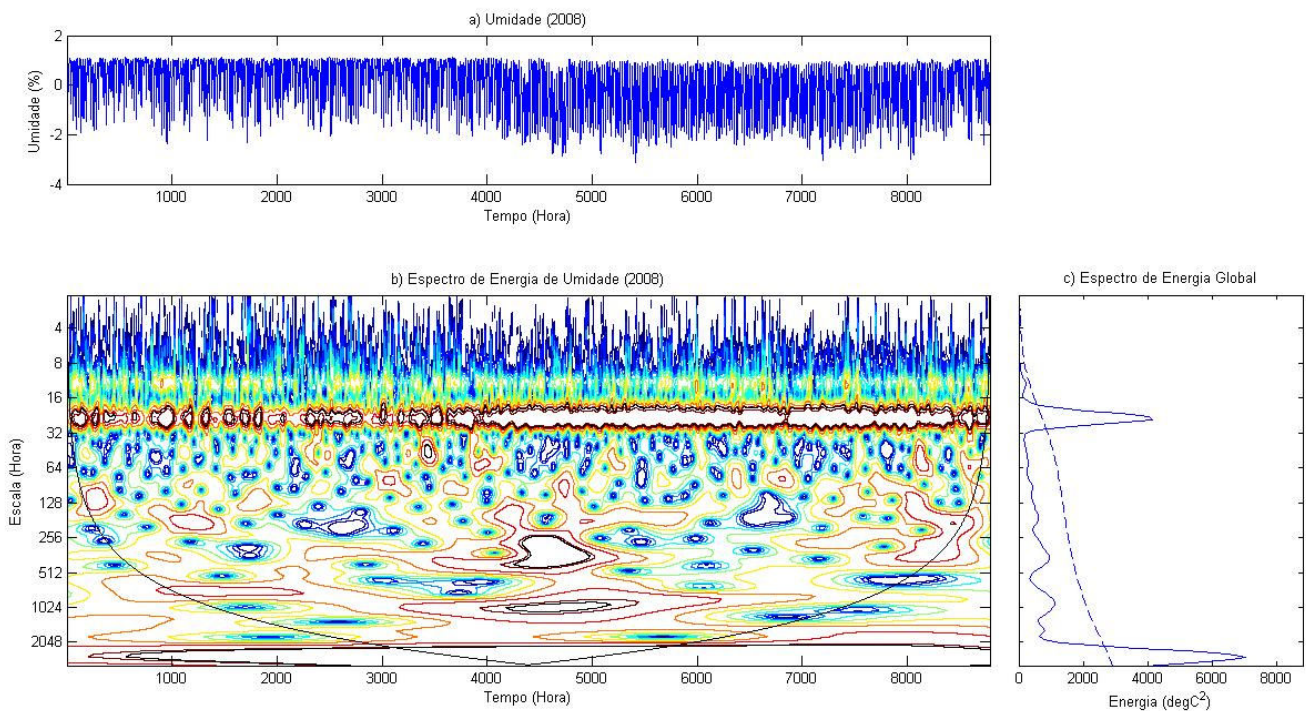 a) Umidade (2008)
2
0
-2
-4
Umidade (%)
1000 2000 3000 4000 5000 6000 7000 8000
Tempo (Hora)
b) Espectro de Energia de Umidade (2008)
4
8
16
32
64
128
256
512
1024
2048
Escala (Hora)
1000 2000 3000 4000 5000 6000 7000 8000
Tempo (Hora)
c) Espectro de Energia Global
0 2000 4000 6000 8000
Energia (degC²)